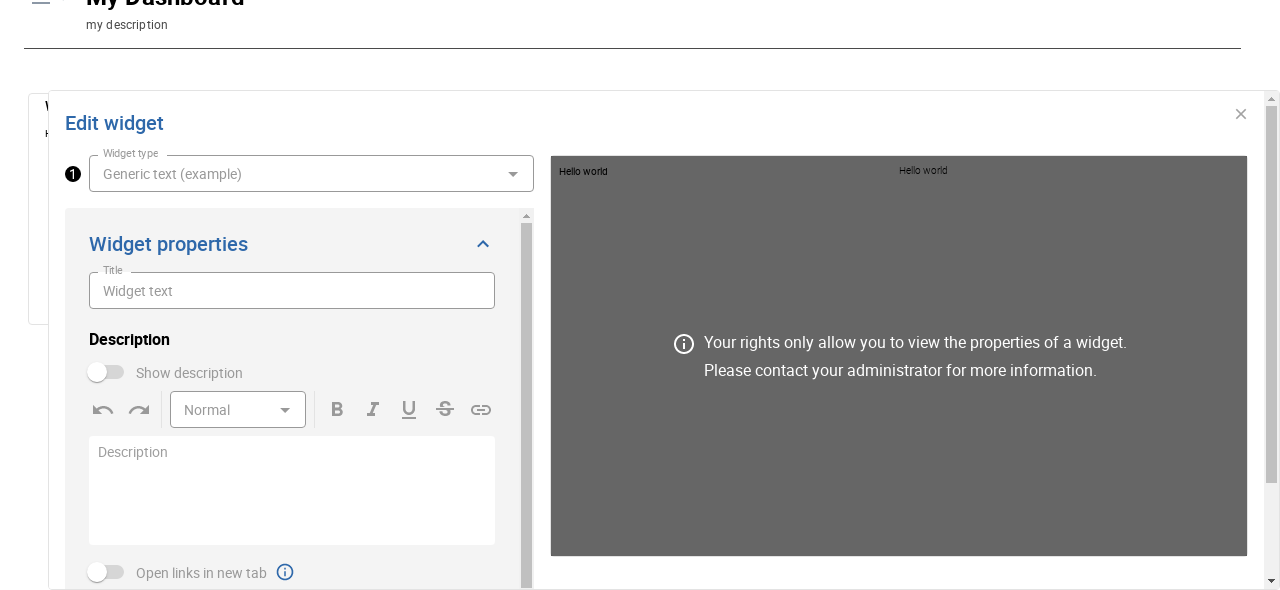 My Dashboard
my description
Edit widget
Widget type
1
Generic text (example)
Hello world
Hello world
Widget properties
Title
Widget text
Description
Your rights only allow you to view the properties of a widget.
Please contact your administrator for more information.
Show description
Normal
B I U S
Description
Open links in new tab